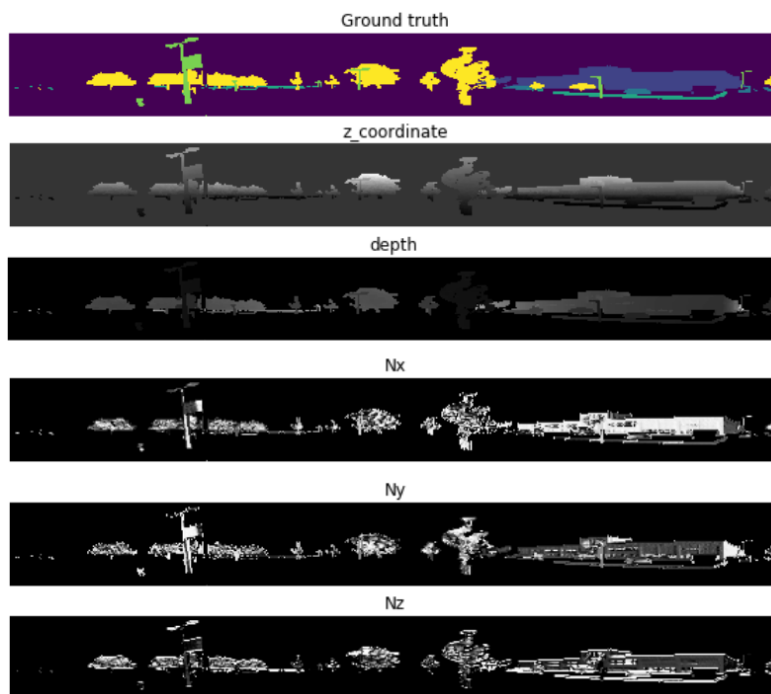 Ground truth
z_coordinate
depth
Nx
Ny
Nz